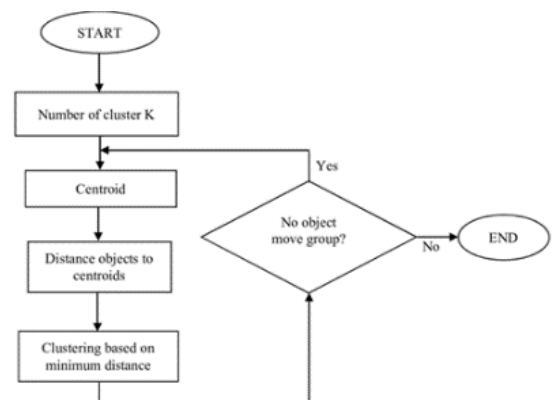 START
Number of cluster K
Centroid
Distance objects to
centroids
Clustering based on
minimum distance
Yes
No object
move group?
No
END